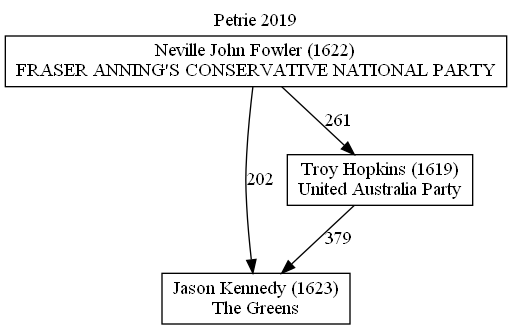 Petrie 2019
Neville John Fowler (1622)
FRASER ANNING'S CONSERVATIVE NATIONAL PARTY
261
Troy Hopkins (1619)
United Australia Party
202
379
Jason Kennedy (1623)
The Greens